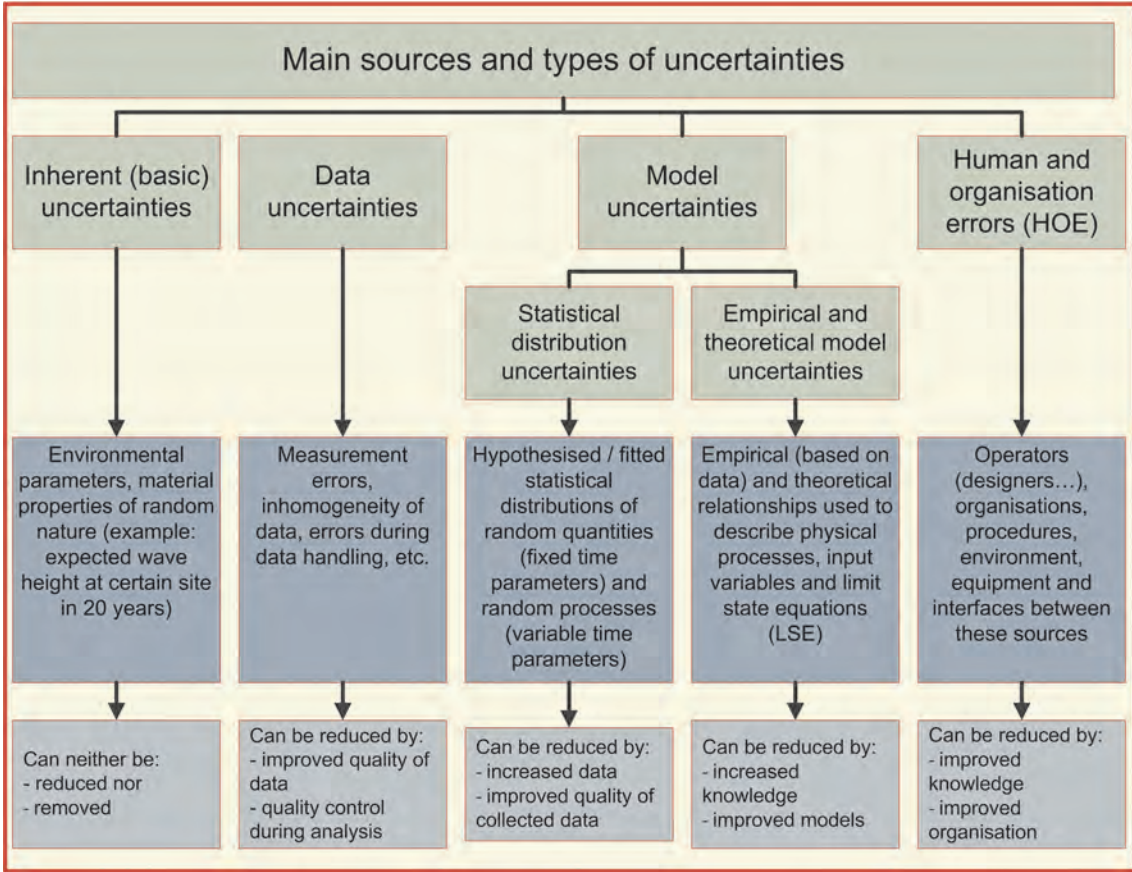 Main sources and types of uncertainties
Inherent (basic)
uncertainties
Data
uncertainties
Model
uncertainties
Human and
organisation
errors (HOE)
Statistical
distribution
uncertainties
Empirical and
theoretical model
uncertainties
Environmental
parameters, material
properties of random
nature (example:
expected wave
height at certain site
in 20 years)
Measurement
errors,
inhomogeneity of
data, errors during
data handling, etc.
Hypothesised / fitted
statistical
distributions of
random quantities
(fixed time
parameters) and
random processes
(variable time
parameters)
Empirical (based on
data) and theoretical
relationships used to
describe physical
processes, input
variables and limit
state equations
(LSE)
Operators
(designers…),
organisations,
procedures,
environment,
equipment and
interfaces between
these sources
Can neither be:
- reduced nor
- removed
Can be reduced by:
- improved quality of
data
- quality control
during analysis
Can be reduced by:
- increased data
- improved quality of
collected data
Can be reduced by:
- increased
knowledge
- improved models
Can be reduced by:
- improved
knowledge
- improved
organisation